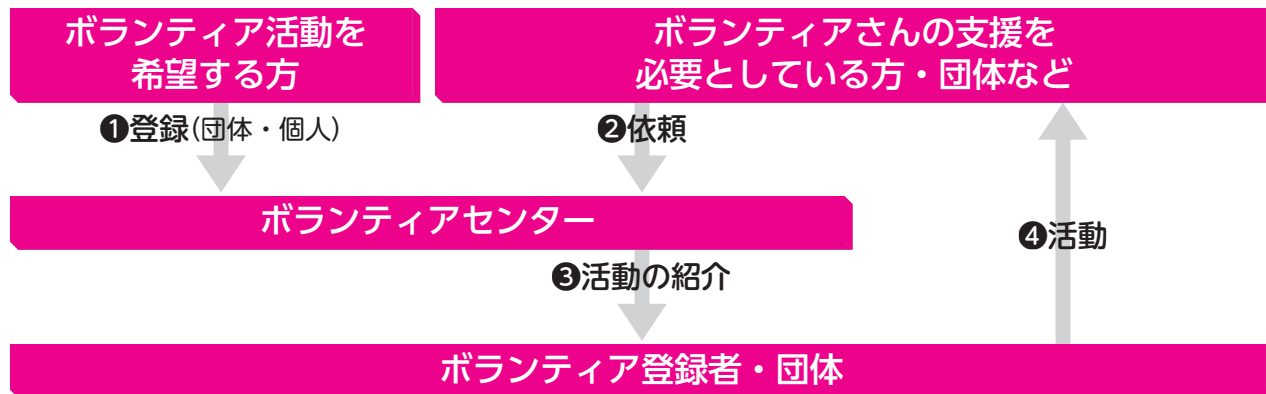 ボランティア活動を
希望する方
ボランティアさんの支援を
必要としている方・団体など
❶登録(団体・個人)
❷依頼
ボランティアセンター
❹活動
❸活動の紹介
ボランティア登録者・団体